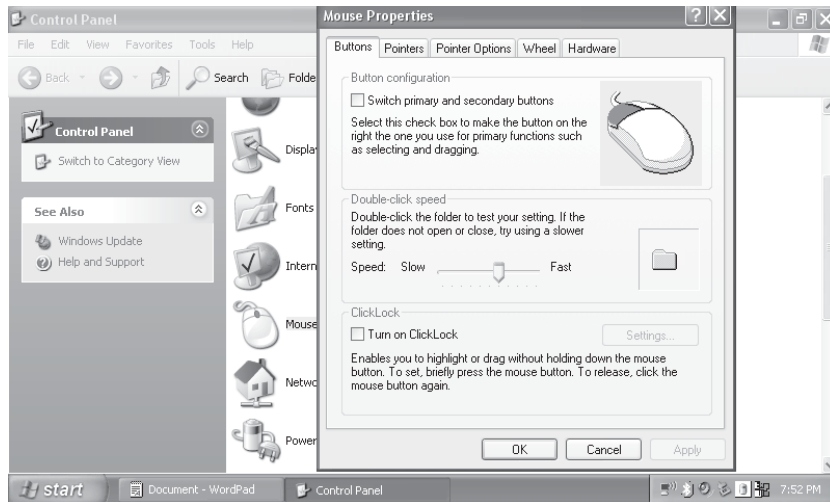 Control Panel
File Edit View Favorites Tools Help
Back
Search
Folde
Control Panel
Switch to Category View
See Also
Windows Update
Help and Support
Displa
Fonts
Intern
Mouse
Netwo
Power
Mouse Properties
Buttons Pointers Pointer Options Wheel Hardware
Button configuration
Switch primary and secondary buttons
Select this check box to make the button on the
right the one you use for primary functions such
as selecting and dragging.
Double-click speed
Double-click the folder to test your setting. If the
folder does not open or close, try using a slower
setting.
Speed: Slow Fast
ClickLock
Turn on ClickLock
Settings...
Enables you to highlight or drag without holding down the mouse
button. To set, briefly press the mouse button. To release, click the
mouse button again.
OK Cancel Apply
start
Document - WordPad
Control Panel
7:52 PM